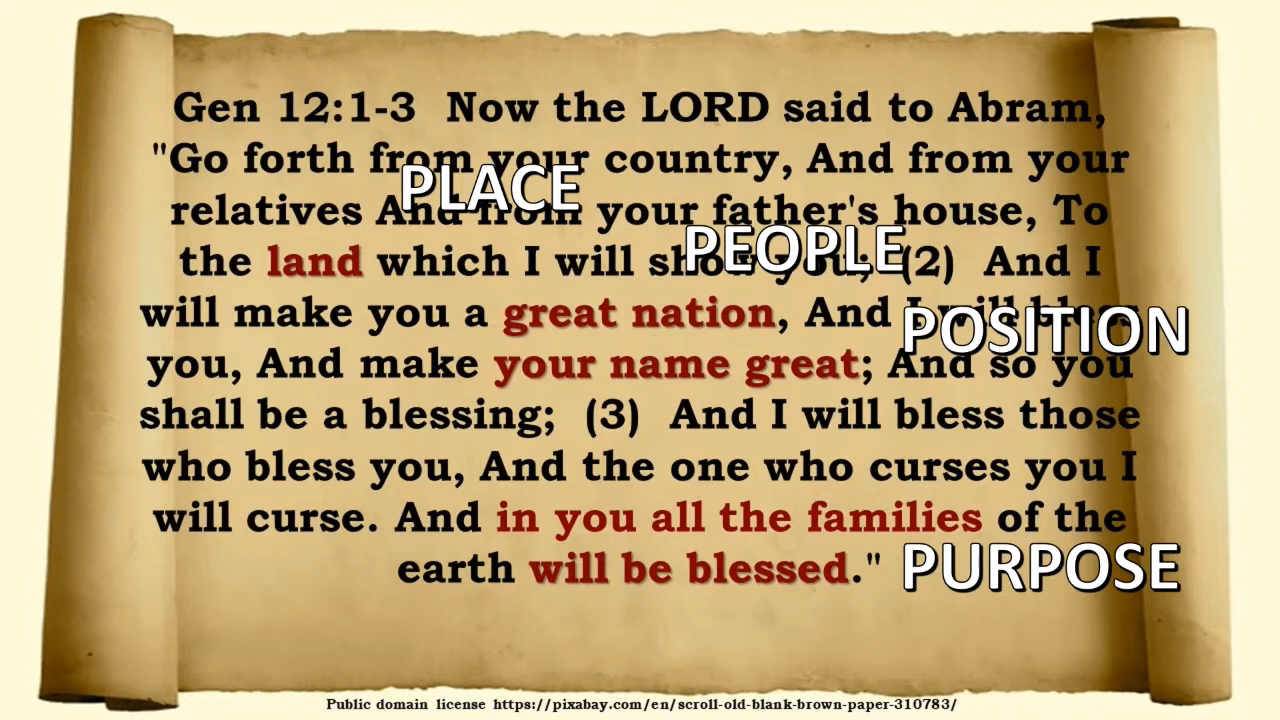 Gen 12:1-3  Now the LORD said to Abram,
"Go forth from your country, And from your
PLACE
relatives And from your father's house, To
PEOPLE
the land which I will show you; (2)  And I
will make you a great nation, And I will bless
POSITION
you, And make your name great; And so you
shall be a blessing;  (3)  And I will bless those
who bless you, And the one who curses you I
will curse. And in you all the families of the
earth will be blessed."
PURPOSE
Public domain license https://pixabay.com/en/scroll-old-blank-brown-paper-310783/